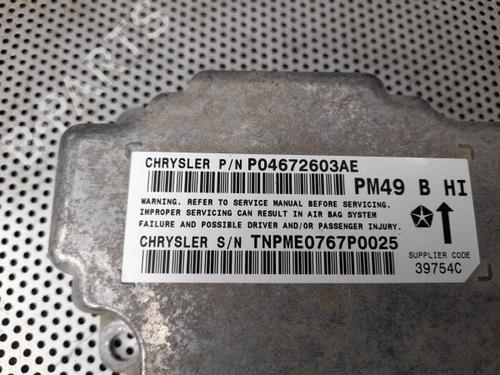 CHRYSLER P/N P04672603AE
PM49 B HI
WARNING. REFER TO SERVICE MANUAL BEFORE SERVICING.
IMPROPER SERVICING CAN RESULT IN AIR BAG SYSTEM
FAILURE AND POSSIBLE DRIVER AND/OR PASSENGER INJURY.
CHRYSLER S/N TNPME0767P0025
SUPPLIER CODE
39754C